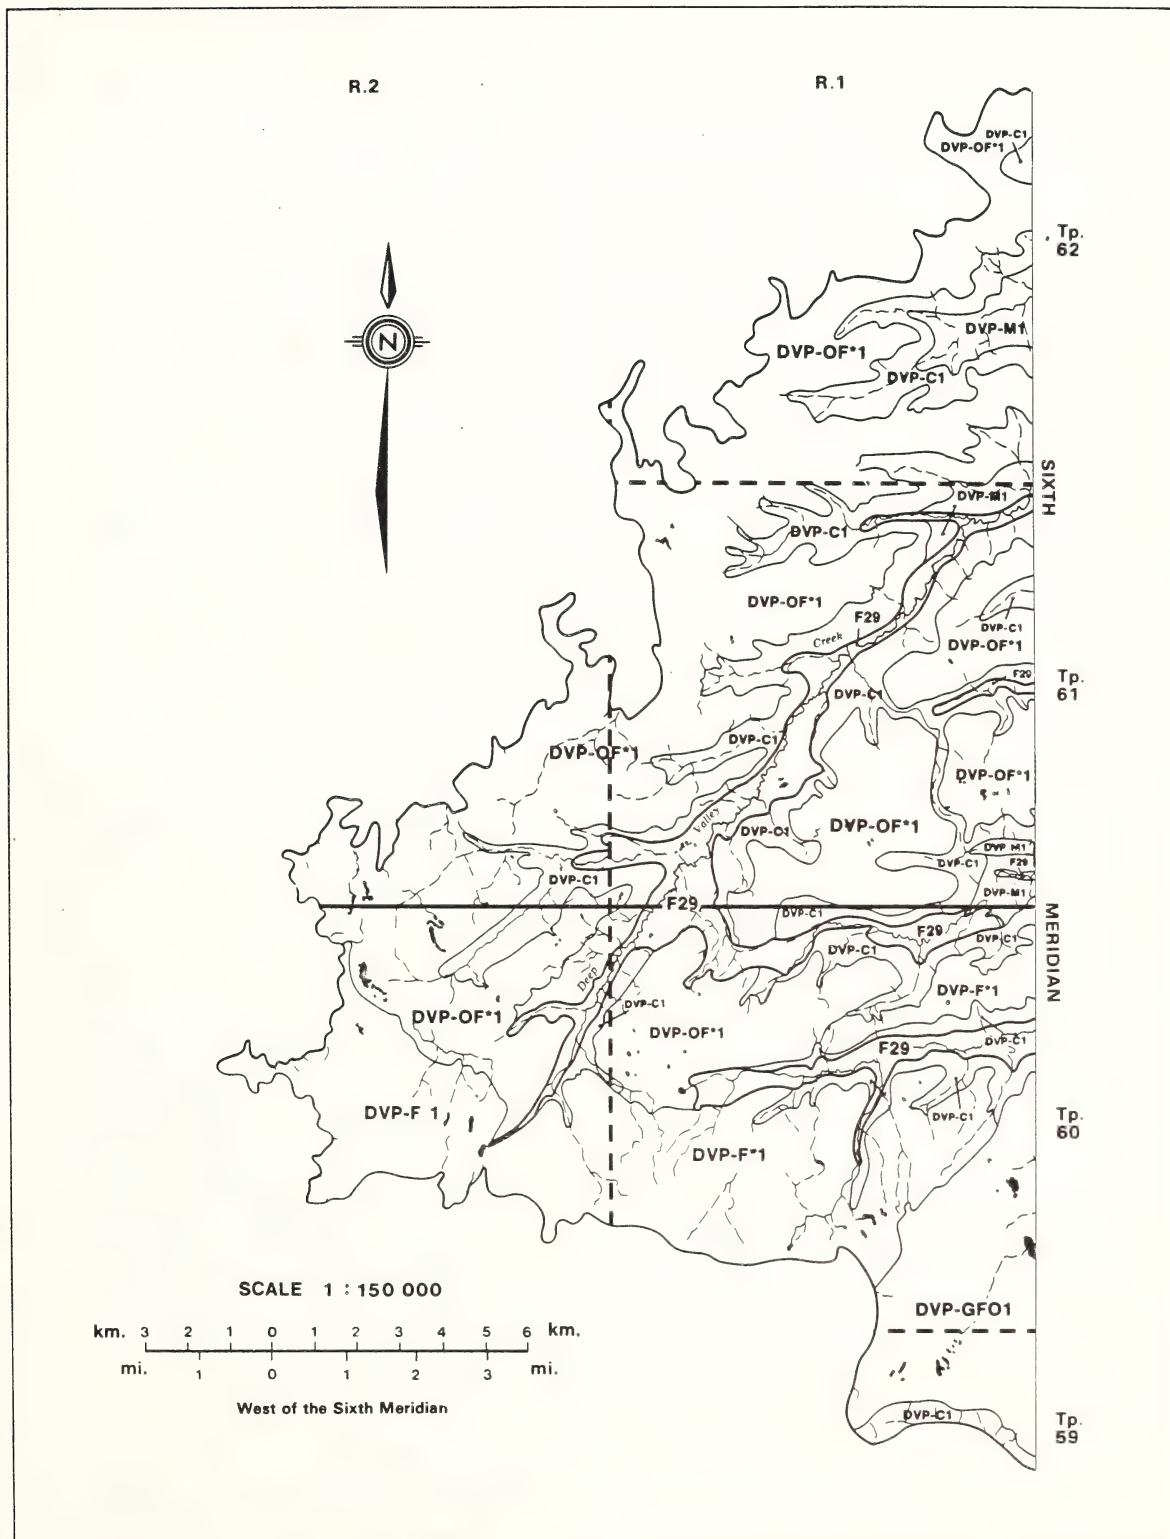 R.2
R.1
DVP-C1
DVP-OF*1
Tp.
62
N
DVP-M1
DVP-OF*1
DVP-C1
SIXTH
DVP-M1
DVP-C1
DVP-OF*1
F29
Creek
DVP-C1
DVP-OF*1
F29
Tp.
61
DVP-C1
DVP-C1
DVP-OF*1
DVP-OF*1
Valley
DVP-C1
DVP-OF*1
DVP M1
DVP-C1
F29
DVP-C1
DVP-M1
F29
DVP-C1
MERIDIAN
F29
DVP-C1
DVP-C1
Deep
DVP-F*1
DVP-C1
DVP-OF*1
DVP-OF*1
DVP-C1
F29
DVP-F 1
DVP-C1
Tp.
60
DVP-F*1
SCALE 1 : 150 000
DVP-GFO1
km. 3 2 1 0 1 2 3 4 5 6 km.
mi. 1 0 1 2 3 mi.
West of the Sixth Meridian
DVP-C1
Tp.
59